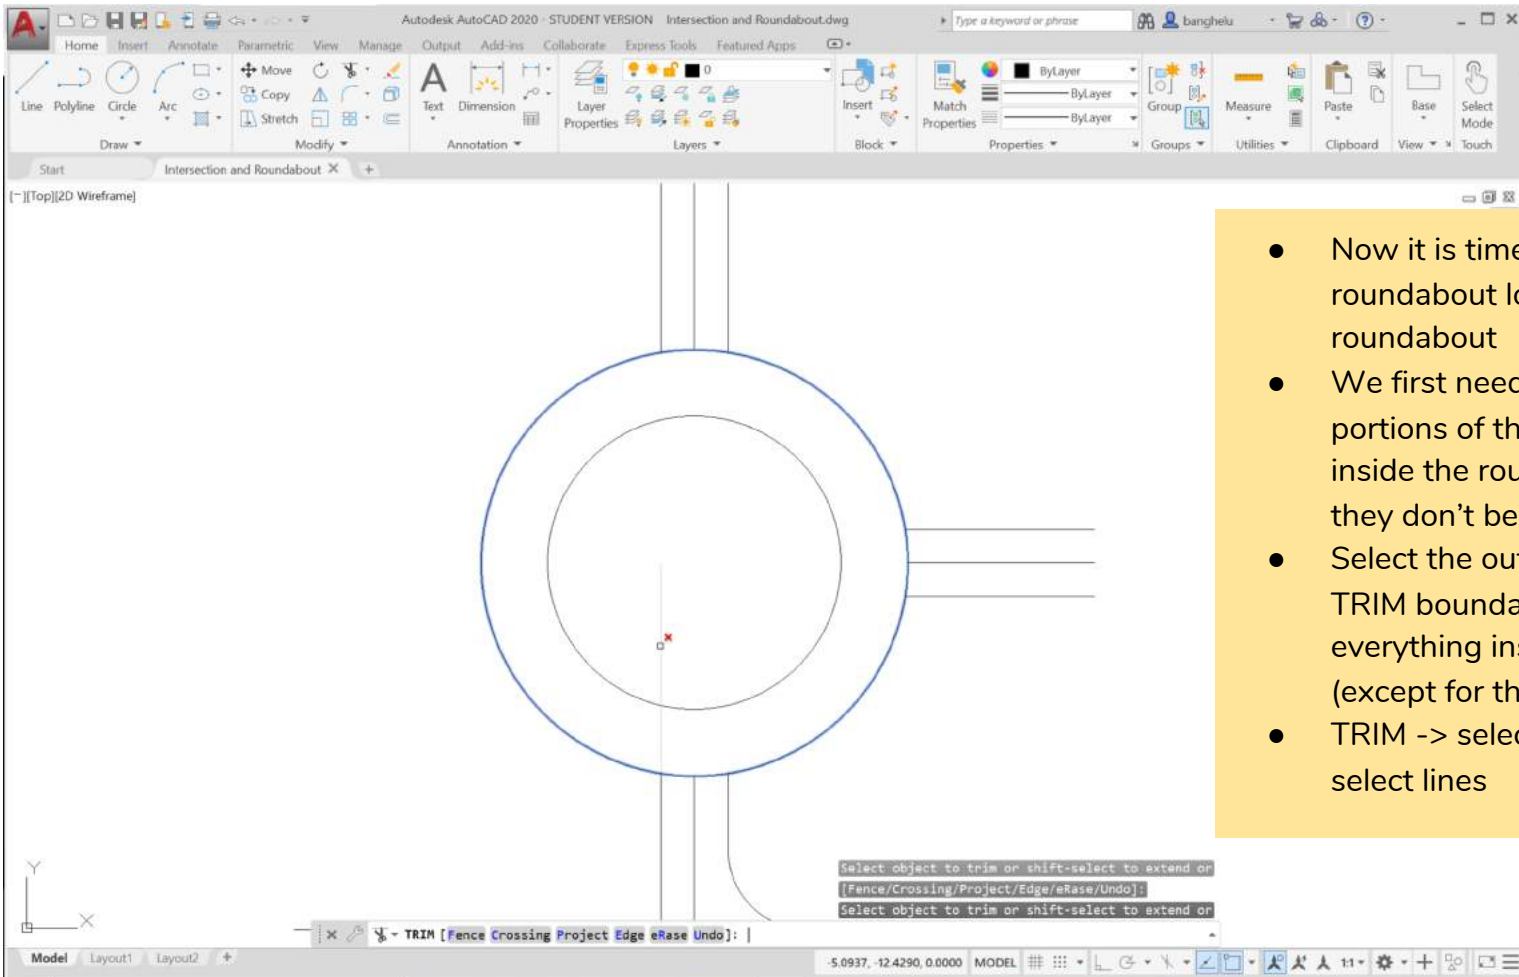 A
Autodesk AutoCAD 2020 - STUDENT VERSION Intersection and Roundabout.dwg
Type a keyword or phrase
banghelu
Home Insert Annotate Parametric View Manage Output Add-ins Collaborate Express Tools Featured Apps
Line Polyline Circle Arc
Move
Copy
Stretch
A
Text Dimension
Layer
Properties
0
Insert
Match
Properties
ByLayer
ByLayer
ByLayer
Group
Measure
Paste
Base
Select
Mode
Draw Modify Annotation Layers Block Properties Groups Utilities Clipboard View Touch
Start Intersection and Roundabout
[-][Top][2D Wireframe]
● Now it is time
roundabout lo
roundabout
● We first need
portions of th
inside the rou
they don't be
● Select the out
TRIM bounda
everything ins
(except for th
● TRIM -> selec
select lines
Select object to trim or shift-select to extend or
[Fence/Crossing/Project/Edge/eRase/Undo]:
Select object to trim or shift-select to extend or
Y
X
TRIM [Fence Crossing Project Edge eRase Undo]:
Model Layout1 Layout2 +
-5.0937, -12.4290, 0.0000 MODEL 1:1